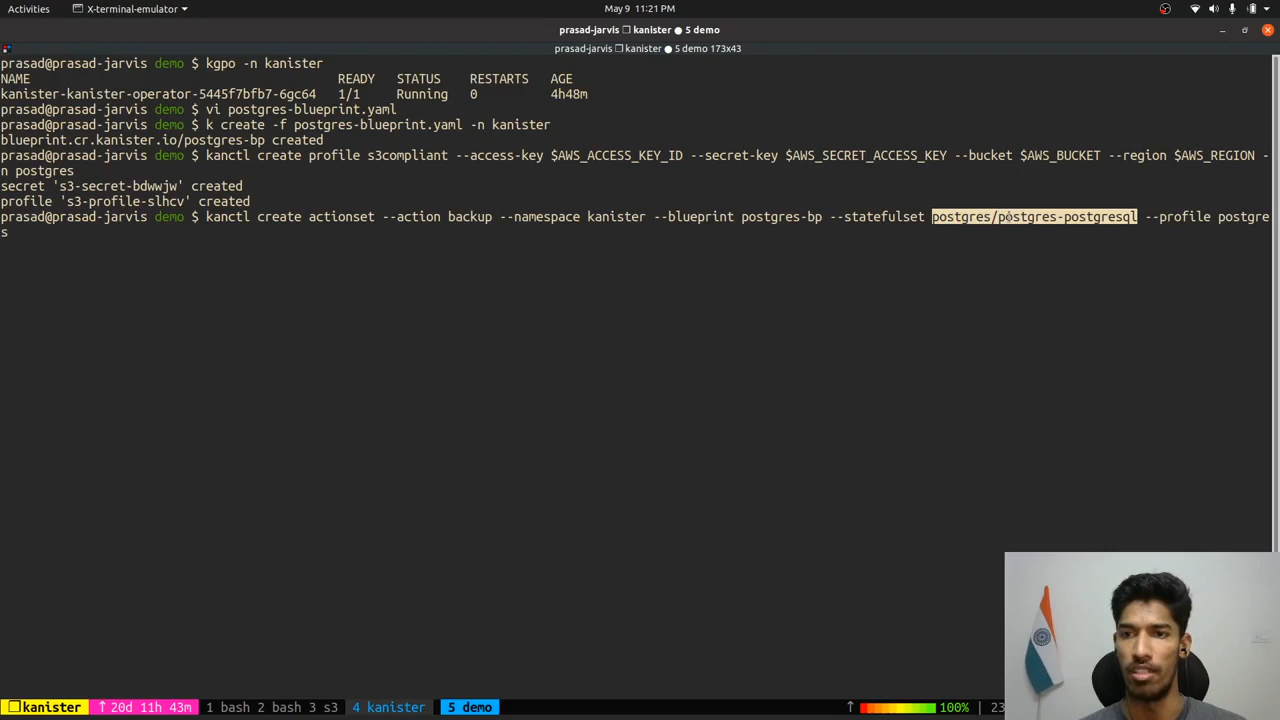 Activities
X-terminal-emulator
May 9 11:21 PM
prasad-jarvis ❐ kanister ● 5 demo
prasad-jarvis ❐ kanister ● 5 demo 173x43
prasad@prasad-jarvis demo $ kgpo -n kanister
NAME READY STATUS RESTARTS AGE
kanister-kanister-operator-5445f7bfb7-6gc64 1/1 Running 0 4h48m
prasad@prasad-jarvis demo $ vi postgres-blueprint.yaml
prasad@prasad-jarvis demo $ k create -f postgres-blueprint.yaml -n kanister
blueprint.cr.kanister.io/postgres-bp created
prasad@prasad-jarvis demo $ kanctl create profile s3compliant --access-key $AWS_ACCESS_KEY_ID --secret-key $AWS_SECRET_ACCESS_KEY --bucket $AWS_BUCKET --region $AWS_REGION -
n postgres
secret 's3-secret-bdwwjw' created
profile 's3-profile-slhcv' created
prasad@prasad-jarvis demo $ kanctl create actionset --action backup --namespace kanister --blueprint postgres-bp --statefulset postgres/postgres-postgresql --profile postgre
s
❐ kanister ↑ 20d 11h 43m 1 bash 2 bash 3 s3 4 kanister 5 demo ↑ 100% | 23